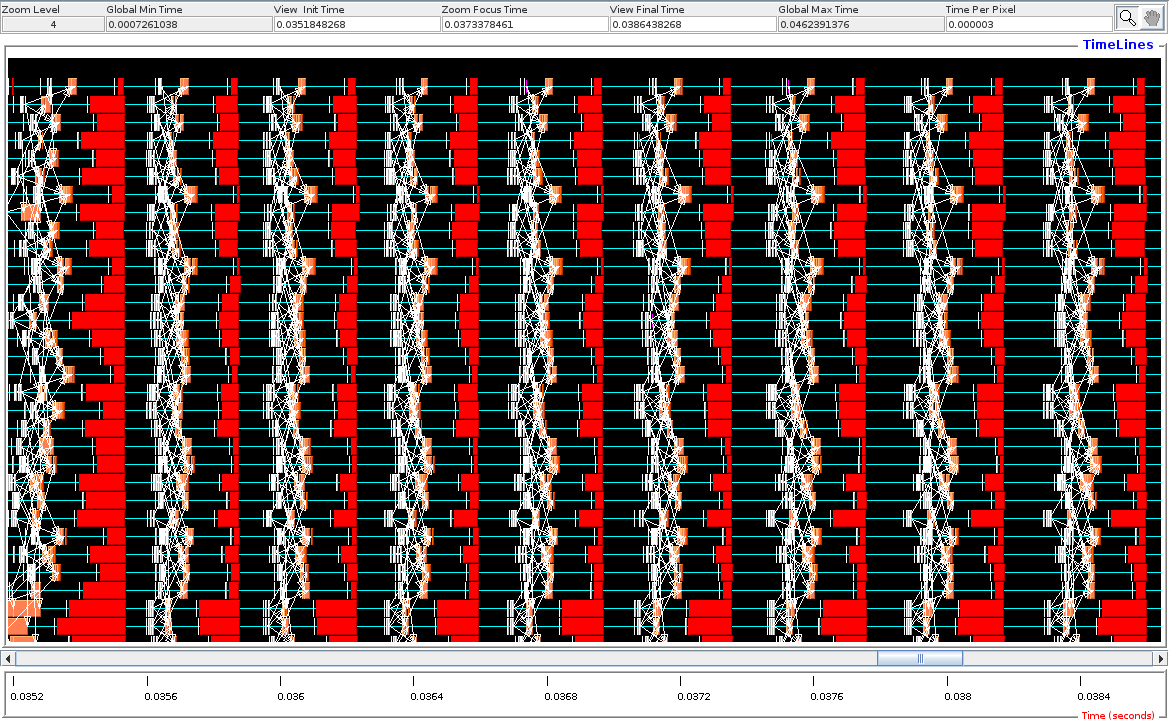 Zoom Level Global Min Time View Init Time Zoom Focus Time View Final Time Global Max Time Time Per Pixel
4 0.0007261038 0.0351848268 0.0373378461 0.0386438268 0.0462391376 0.000003
TimeLines
0.0352 0.0356 0.036 0.0364 0.0368 0.0372 0.0376 0.038 0.0384
Time (seconds)